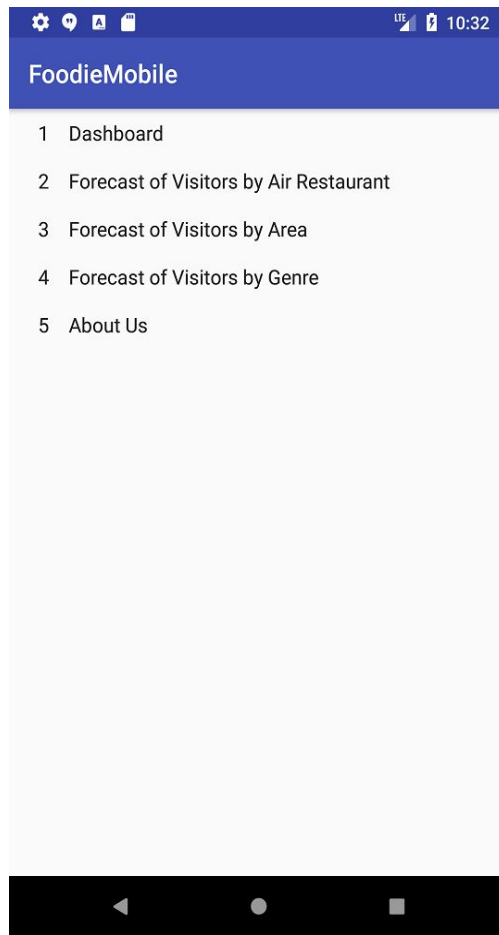 LTE 10:32
FoodieMobile
1 Dashboard
2 Forecast of Visitors by Air Restaurant
3 Forecast of Visitors by Area
4 Forecast of Visitors by Genre
5 About Us